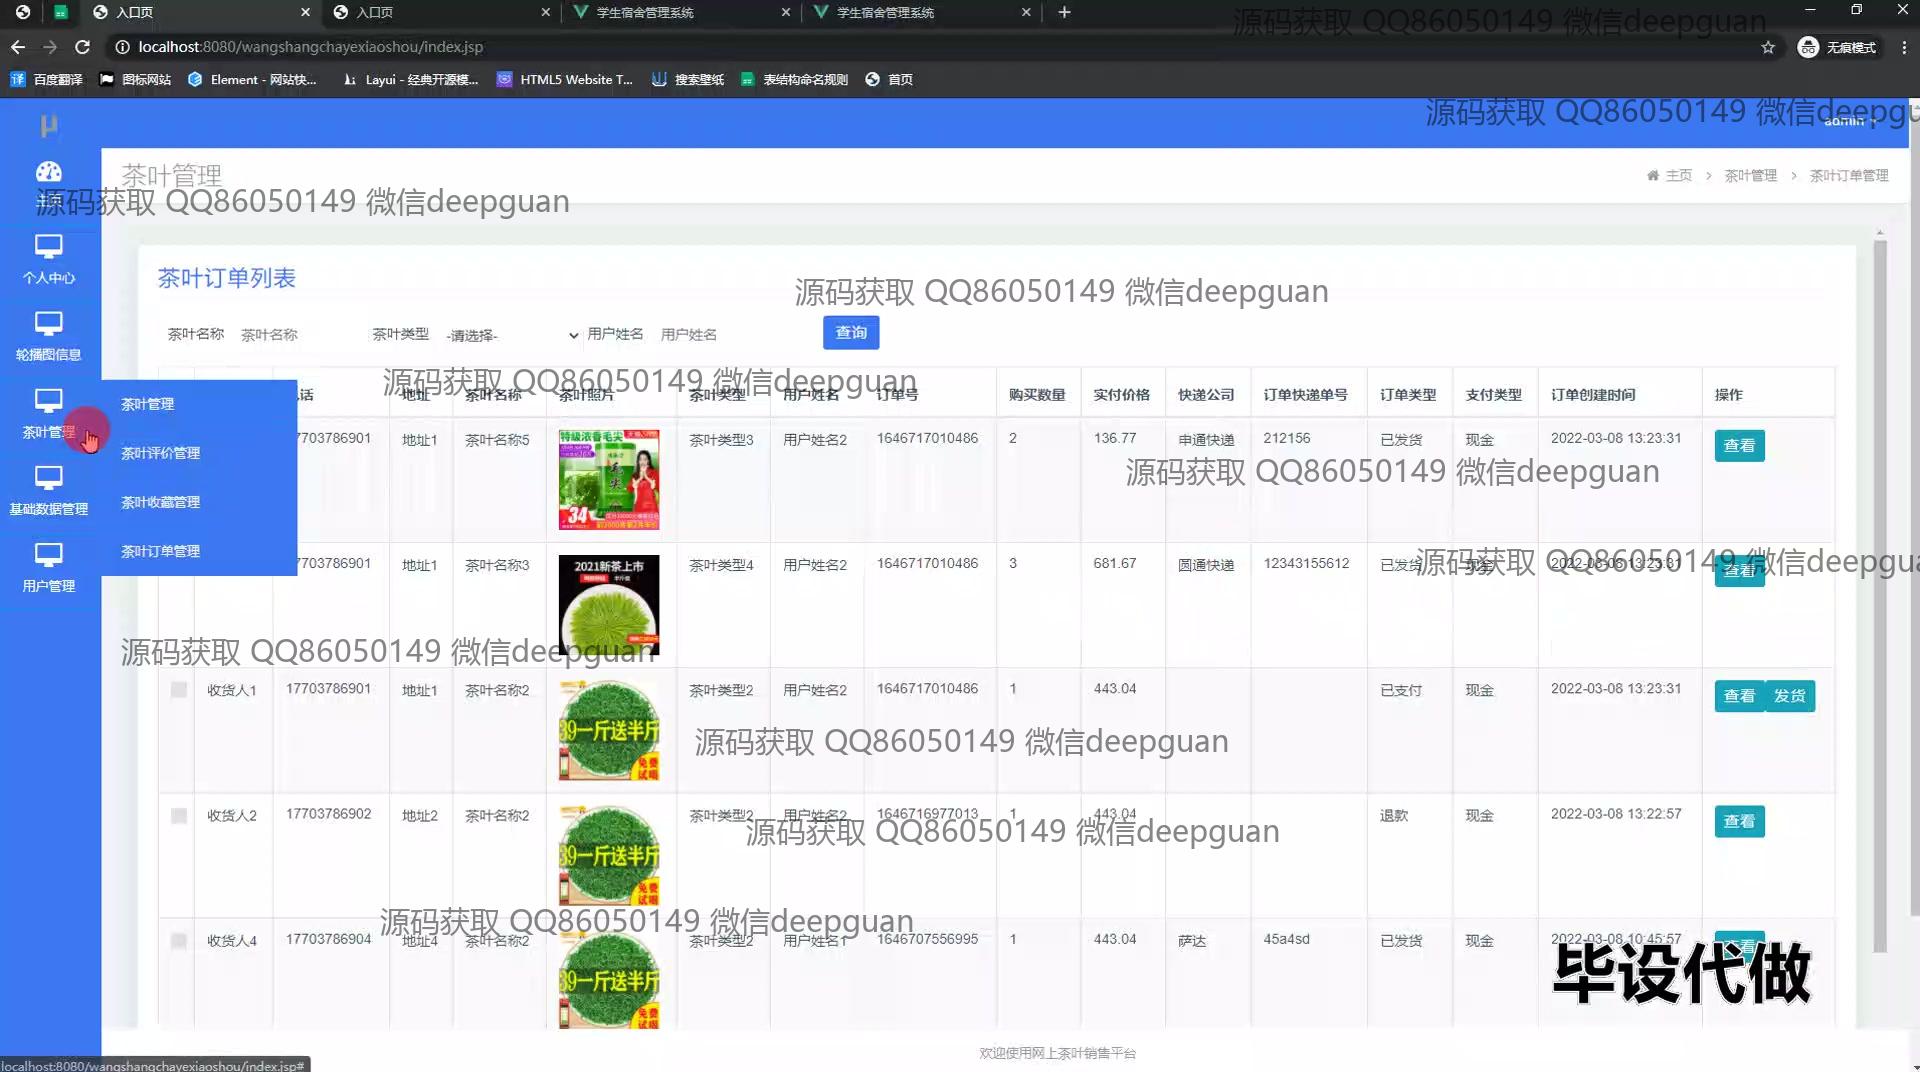 入口页
入口页
学生宿舍管理系统
学生宿舍管理系统
源码获取 QQ86050149 微信deepguan
localhost:8080/wangshangchayexiaoshou/index.jsp
无痕模式
百度翻译
图标网站
Element - 网站快...
Layui - 经典开源模...
HTML5 Website T...
搜索壁纸
表结构命名规则
首页
源码获取 QQ86050149 微信deepgu
admin
茶叶管理
主页 > 茶叶管理 > 茶叶订单管理
主页
源码获取 QQ86050149 微信deepguan
个人中心
轮播图信息
茶叶管理
基础数据管理
用户管理
茶叶管理
茶叶评价管理
茶叶收藏管理
茶叶订单管理
茶叶订单列表
源码获取 QQ86050149 微信deepguan
茶叶名称 茶叶名称 茶叶类型 -请选择- 用户姓名 用户姓名 查询
源码获取 QQ86050149 微信deepguan
话 地址 茶叶名称 茶叶照片 茶叶类型 用户姓名 订单号 购买数量 实付价格 快递公司 订单快递单号 订单类型 支付类型 订单创建时间 操作
7703786901 地址1 茶叶名称5 茶叶类型3 用户姓名2 1646717010486 2 136.77 申通快递 212156 已发货 现金 2022-03-08 13:23:31 查看
特级浓香毛尖
毛尖
34
源码获取 QQ86050149 微信deepguan
7703786901 地址1 茶叶名称3 茶叶类型4 用户姓名2 1646717010486 3 681.67 圆通快递 12343155612 已发货 现金 2022-03-08 13:23:31 查看
2021新茶上市
源码获取 QQ86050149 微信deepgua
源码获取 QQ86050149 微信deepguan
收货人1 17703786901 地址1 茶叶名称2 茶叶类型2 用户姓名2 1646717010486 1 443.04 已支付 现金 2022-03-08 13:23:31 查看 发货
39一斤送半斤
免费试喝
源码获取 QQ86050149 微信deepguan
收货人2 17703786902 地址2 茶叶名称2 茶叶类型2 用户姓名2 1646716977013 1 443.04 退款 现金 2022-03-08 13:22:57 查看
39一斤送半斤
免费试喝
源码获取 QQ86050149 微信deepguan
源码获取 QQ86050149 微信deepguan
收货人4 17703786904 地址4 茶叶名称2 茶叶类型2 用户姓名1 1646707556995 1 443.04 萨达 45a4sd 已发货 现金 2022-03-08 10:45:57 查看
39一斤送半斤
免费
毕设代做
欢迎使用网上茶叶销售平台
localhost:8080/wangshangchayexiaoshou/index.jsp#